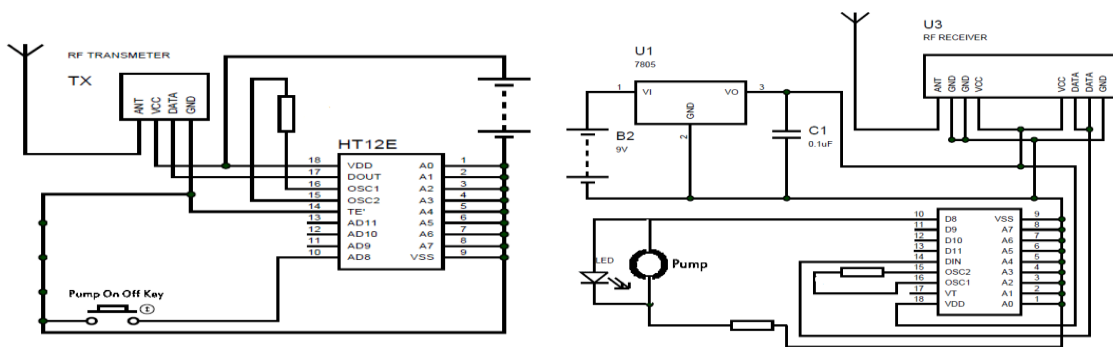 RF TRANSMETER
TX
ANT VCC DATA GND
HT12E
18 VDD A0 1
17 DOUT A1 2
16 OSC1 A2 3
15 OSC2 A3 4
14 TE' A4 5
13 AD11 A5 6
12 AD10 A6 7
11 AD9 A7 8
10 AD8 VSS 9
Pump On Off Key
U1
7805
1 VI VO 3
GND
2
B2
9V
C1
0.1uF
U3
RF RECEIVER
ANT GND GND VCC VCC DATA DATA GND
LED
Pump
10 D8 VSS 9
11 D9 A7 8
12 D10 A6 7
13 D11 A5 6
14 DIN A4 5
15 OSC2 A3 4
16 OSC1 A2 3
17 VT A1 2
18 VDD A0 1